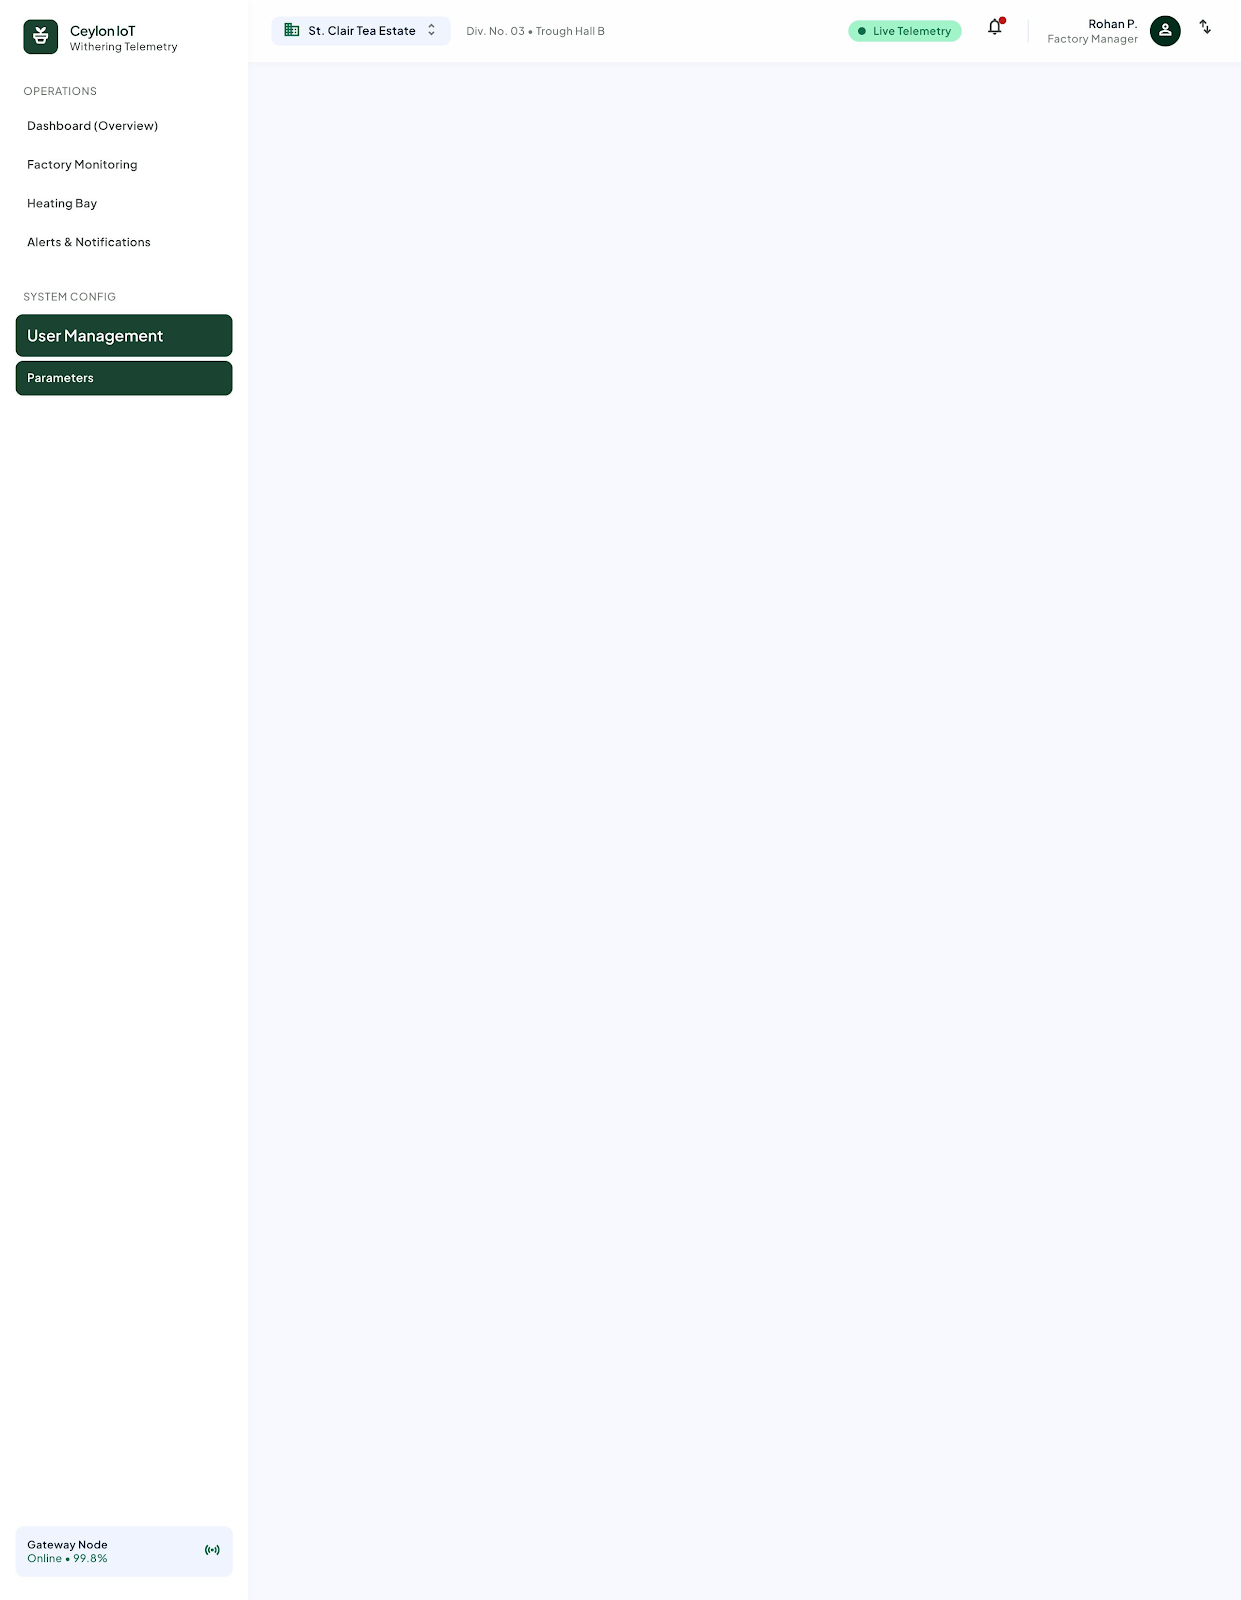 Ceylon IoT
Withering Telemetry
OPERATIONS
Dashboard (Overview)
Factory Monitoring
Heating Bay
Alerts & Notifications
SYSTEM CONFIG
User Management
Parameters
Gateway Node
Online • 99.8%
St. Clair Tea Estate
Div. No. 03 • Trough Hall B
Live Telemetry
Rohan P.
Factory Manager